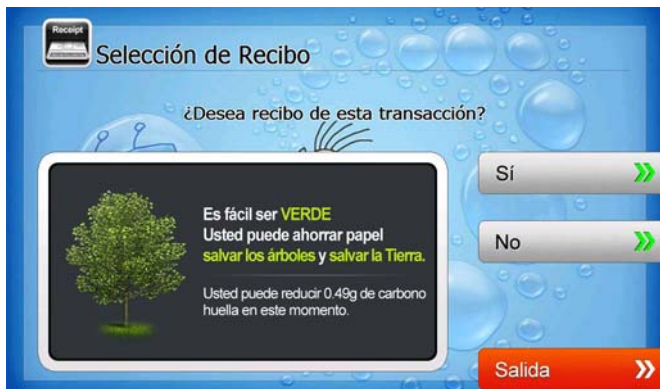 Receipt
Selección de Recibo
¿Desea recibo de esta transacción?
Sí
Es fácil ser VERDE
Usted puede ahorrar papel
salvar los árboles y salvar la Tierra.
No
Usted puede reducir 0.49g de carbono
huella en este momento.
Salida